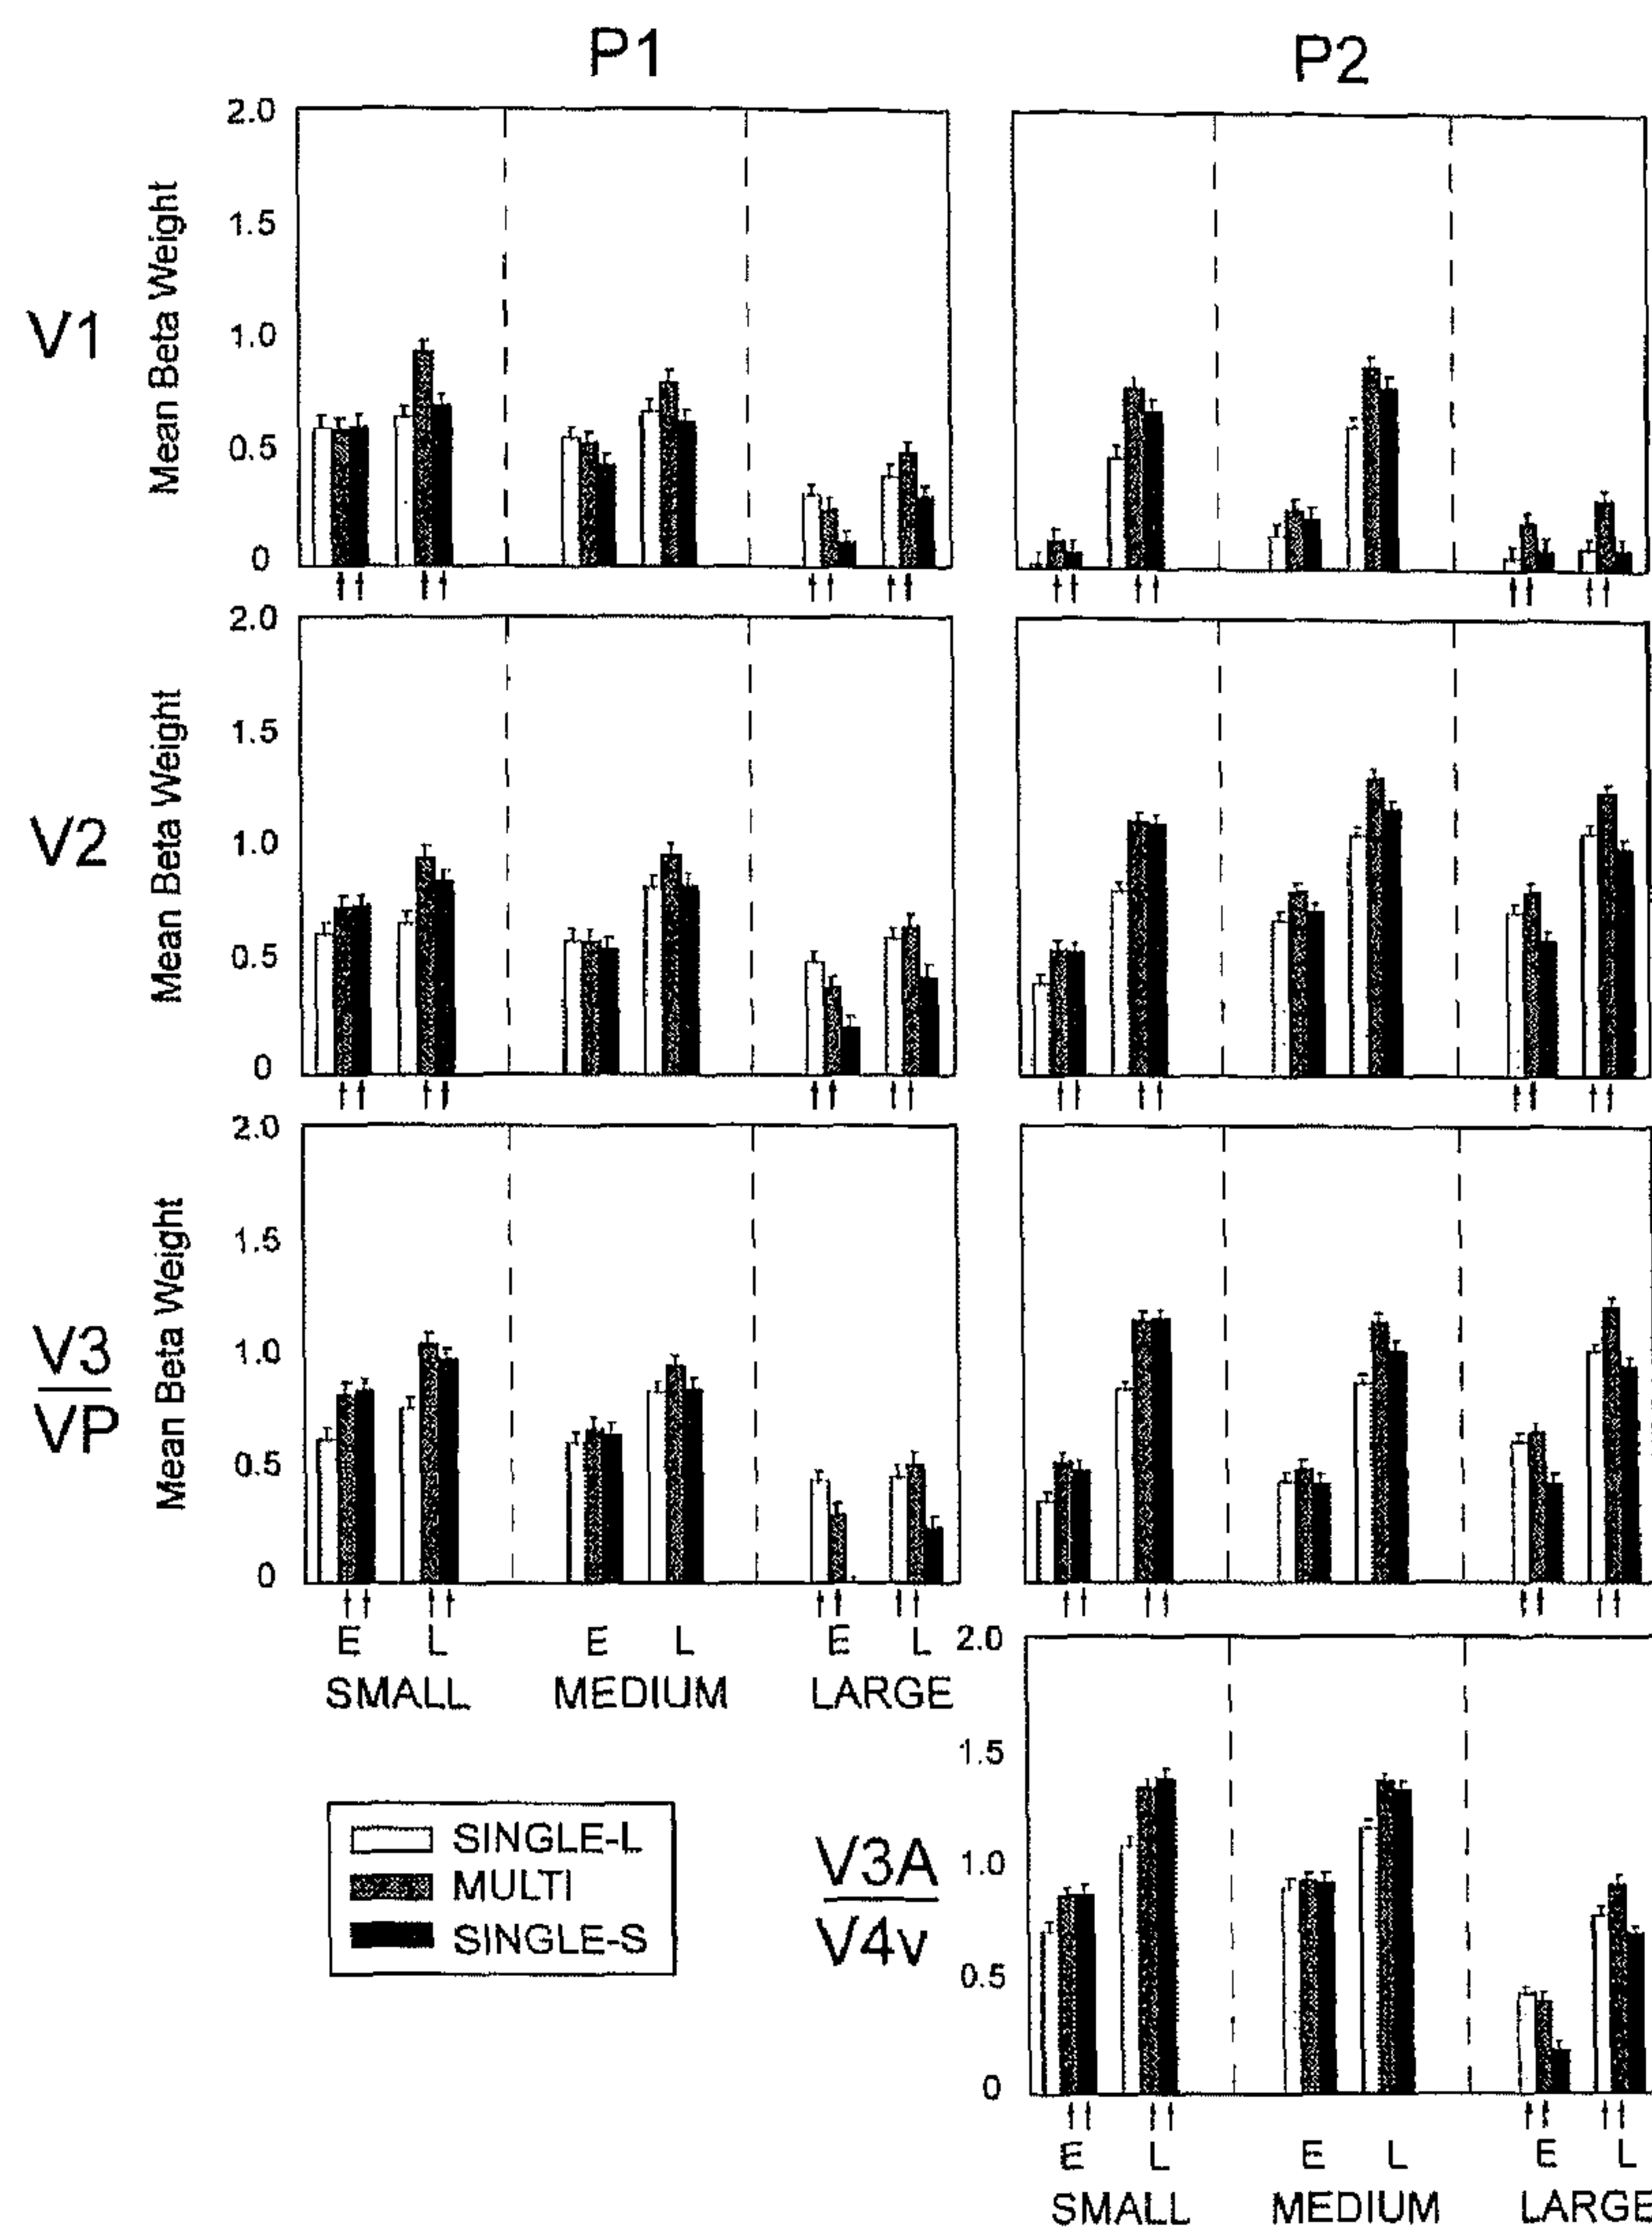 P1
P2
V1
Mean Beta Weight
2.0
1.5
1.0
0.5
0
V2
Mean Beta Weight
2.0
1.5
1.0
0.5
0
V3
VP
Mean Beta Weight
2.0
1.5
1.0
0.5
0
E L E L E L
SMALL MEDIUM LARGE
SINGLE-L
MULTI
SINGLE-S
V3A
V4v
2.0
1.5
1.0
0.5
0
E L E L E L
SMALL MEDIUM LARGE